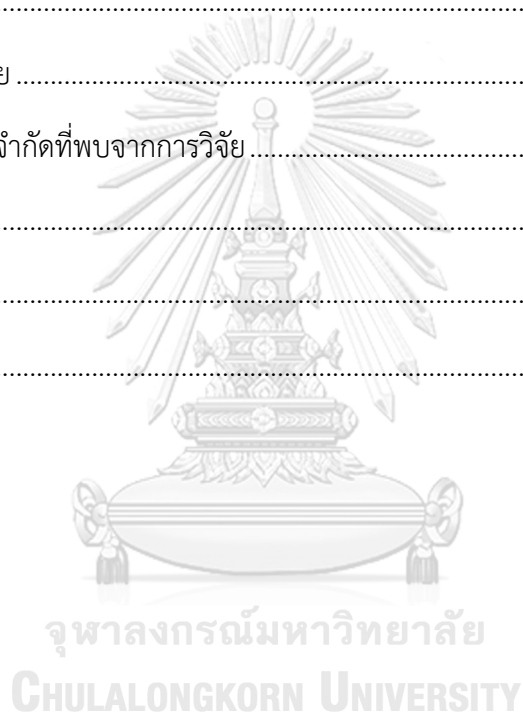 ..........................................................................
ย ..........................................................................
จำกัดที่พบจากการวิจัย ..........................................................................
..........................................................................
..........................................................................
..........................................................................
จุฬาลงกรณ์มหาวิทยาลัย
CHULALONGKORN UNIVERSITY